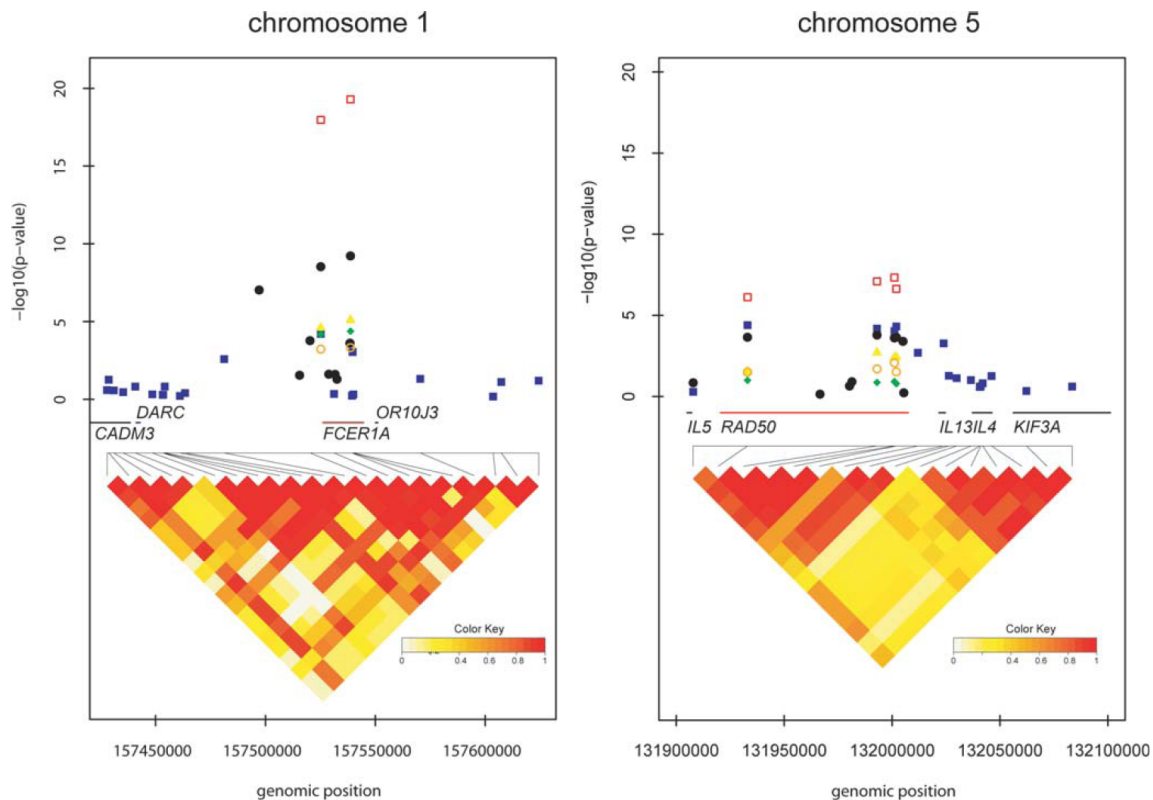 chromosome 1
−log10(p−value)
20
15
10
5
0
DARC
OR10J3
CADM3
FCER1A
Color Key
0 0.4 0.6 1
157450000 157500000 157550000 157600000
genomic position
chromosome 5
−log10(p−value)
20
15
10
5
0
IL5 RAD50 IL13 IL4 KIF3A
Color Key
0 0.4 0.6 0.8 1
131900000 131950000 132000000 132050000 132100000
genomic position